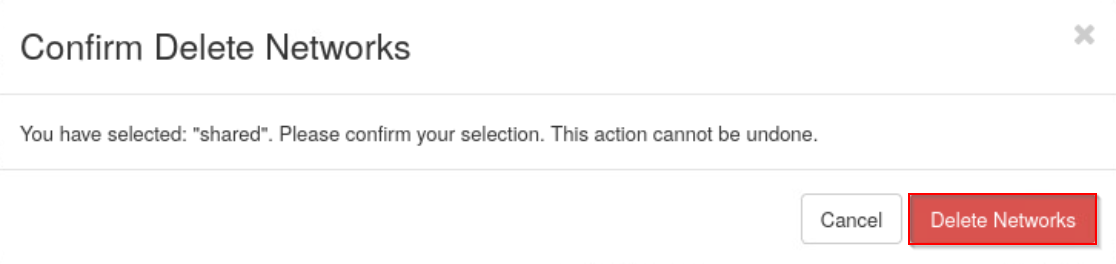 Confirm Delete Networks
You have selected: "shared". Please confirm your selection. This action cannot be undone.
Cancel
Delete Networks